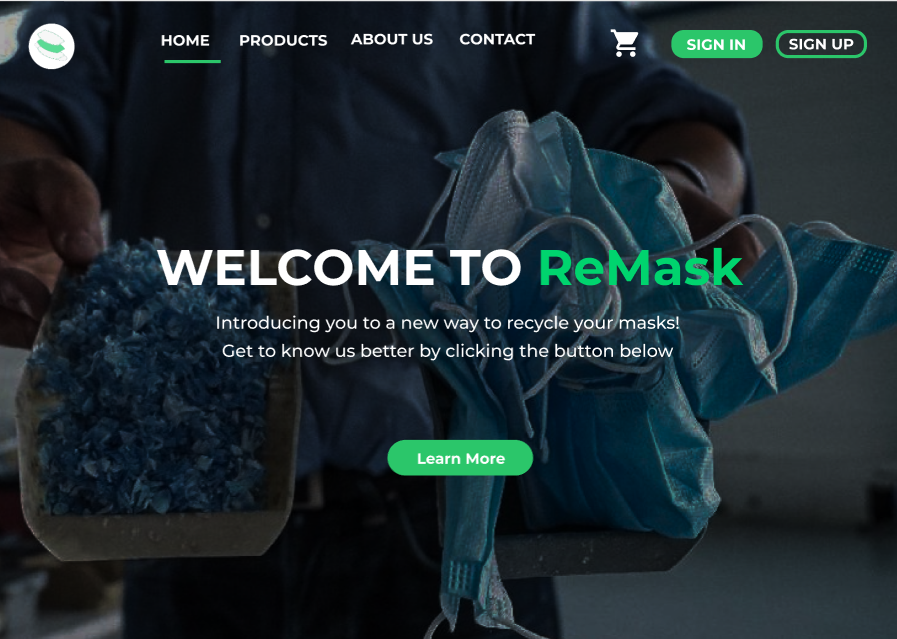 HOME
PRODUCTS
ABOUT US
CONTACT
SIGN IN
SIGN UP
WELCOME TO ReMask
Introducing you to a new way to recycle your masks!
Get to know us better by clicking the button below
Learn More